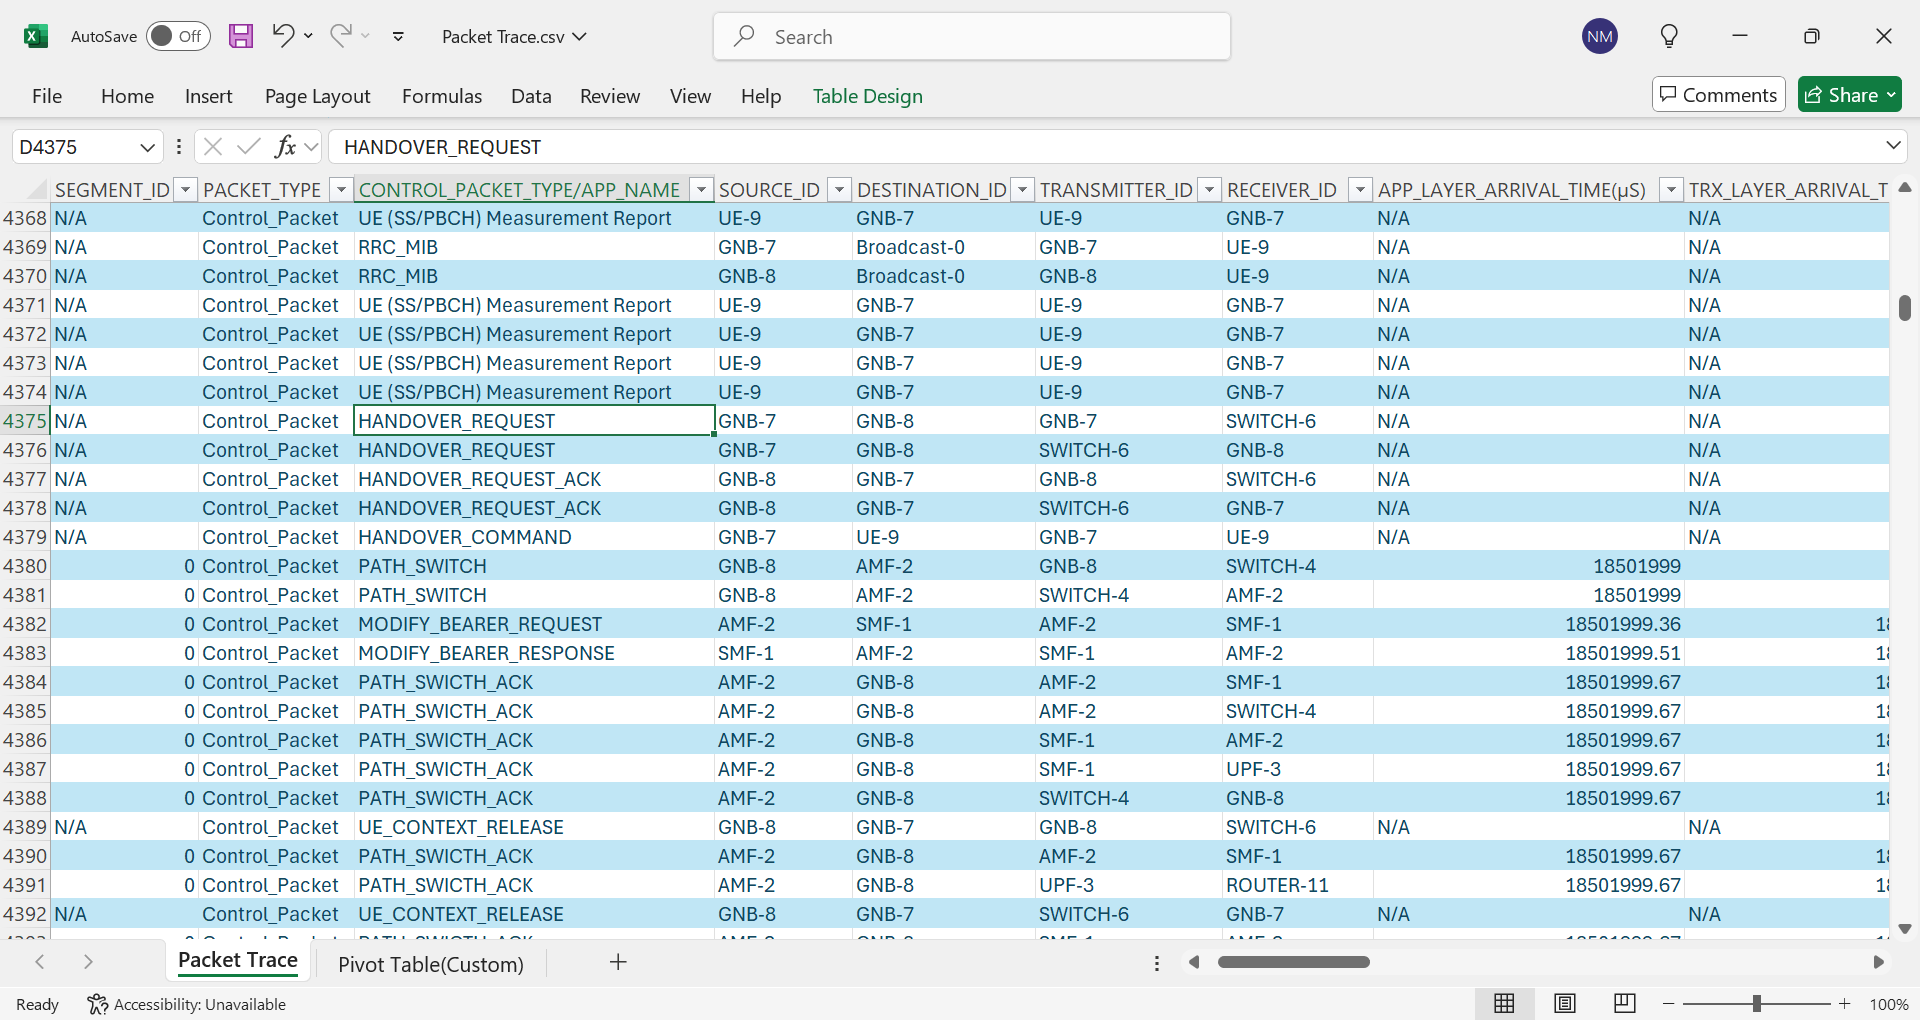 AutoSave Off Packet Trace.csv Search NM
File Home Insert Page Layout Formulas Data Review View Help Table Design Comments Share
D4375 fx HANDOVER_REQUEST
SEGMENT_ID PACKET_TYPE CONTROL_PACKET_TYPE/APP_NAME SOURCE_ID DESTINATION_ID TRANSMITTER_ID RECEIVER_ID APP_LAYER_ARRIVAL_TIME(µS) TRX_LAYER_ARRIVAL_T
4368 N/A Control_Packet UE (SS/PBCH) Measurement Report UE-9 GNB-7 UE-9 GNB-7 N/A N/A
4369 N/A Control_Packet RRC_MIB GNB-7 Broadcast-0 GNB-7 UE-9 N/A N/A
4370 N/A Control_Packet RRC_MIB GNB-8 Broadcast-0 GNB-8 UE-9 N/A N/A
4371 N/A Control_Packet UE (SS/PBCH) Measurement Report UE-9 GNB-7 UE-9 GNB-7 N/A N/A
4372 N/A Control_Packet UE (SS/PBCH) Measurement Report UE-9 GNB-7 UE-9 GNB-7 N/A N/A
4373 N/A Control_Packet UE (SS/PBCH) Measurement Report UE-9 GNB-7 UE-9 GNB-7 N/A N/A
4374 N/A Control_Packet UE (SS/PBCH) Measurement Report UE-9 GNB-7 UE-9 GNB-7 N/A N/A
4375 N/A Control_Packet HANDOVER_REQUEST GNB-7 GNB-8 GNB-7 SWITCH-6 N/A N/A
4376 N/A Control_Packet HANDOVER_REQUEST GNB-7 GNB-8 SWITCH-6 GNB-8 N/A N/A
4377 N/A Control_Packet HANDOVER_REQUEST_ACK GNB-8 GNB-7 GNB-8 SWITCH-6 N/A N/A
4378 N/A Control_Packet HANDOVER_REQUEST_ACK GNB-8 GNB-7 SWITCH-6 GNB-7 N/A N/A
4379 N/A Control_Packet HANDOVER_COMMAND GNB-7 UE-9 GNB-7 UE-9 N/A N/A
4380 0 Control_Packet PATH_SWITCH GNB-8 AMF-2 GNB-8 SWITCH-4 18501999
4381 0 Control_Packet PATH_SWITCH GNB-8 AMF-2 SWITCH-4 AMF-2 18501999
4382 0 Control_Packet MODIFY_BEARER_REQUEST AMF-2 SMF-1 AMF-2 SMF-1 18501999.36 18
4383 0 Control_Packet MODIFY_BEARER_RESPONSE SMF-1 AMF-2 SMF-1 AMF-2 18501999.51 18
4384 0 Control_Packet PATH_SWICTH_ACK AMF-2 GNB-8 AMF-2 SMF-1 18501999.67 18
4385 0 Control_Packet PATH_SWICTH_ACK AMF-2 GNB-8 AMF-2 SWITCH-4 18501999.67 18
4386 0 Control_Packet PATH_SWICTH_ACK AMF-2 GNB-8 SMF-1 AMF-2 18501999.67 18
4387 0 Control_Packet PATH_SWICTH_ACK AMF-2 GNB-8 SMF-1 UPF-3 18501999.67 18
4388 0 Control_Packet PATH_SWICTH_ACK AMF-2 GNB-8 SWITCH-4 GNB-8 18501999.67 18
4389 N/A Control_Packet UE_CONTEXT_RELEASE GNB-8 GNB-7 GNB-8 SWITCH-6 N/A N/A
4390 0 Control_Packet PATH_SWICTH_ACK AMF-2 GNB-8 AMF-2 SMF-1 18501999.67 18
4391 0 Control_Packet PATH_SWICTH_ACK AMF-2 GNB-8 UPF-3 ROUTER-11 18501999.67 18
4392 N/A Control_Packet UE_CONTEXT_RELEASE GNB-8 GNB-7 SWITCH-6 GNB-7 N/A N/A
Packet Trace Pivot Table(Custom)
Ready Accessibility: Unavailable 100%